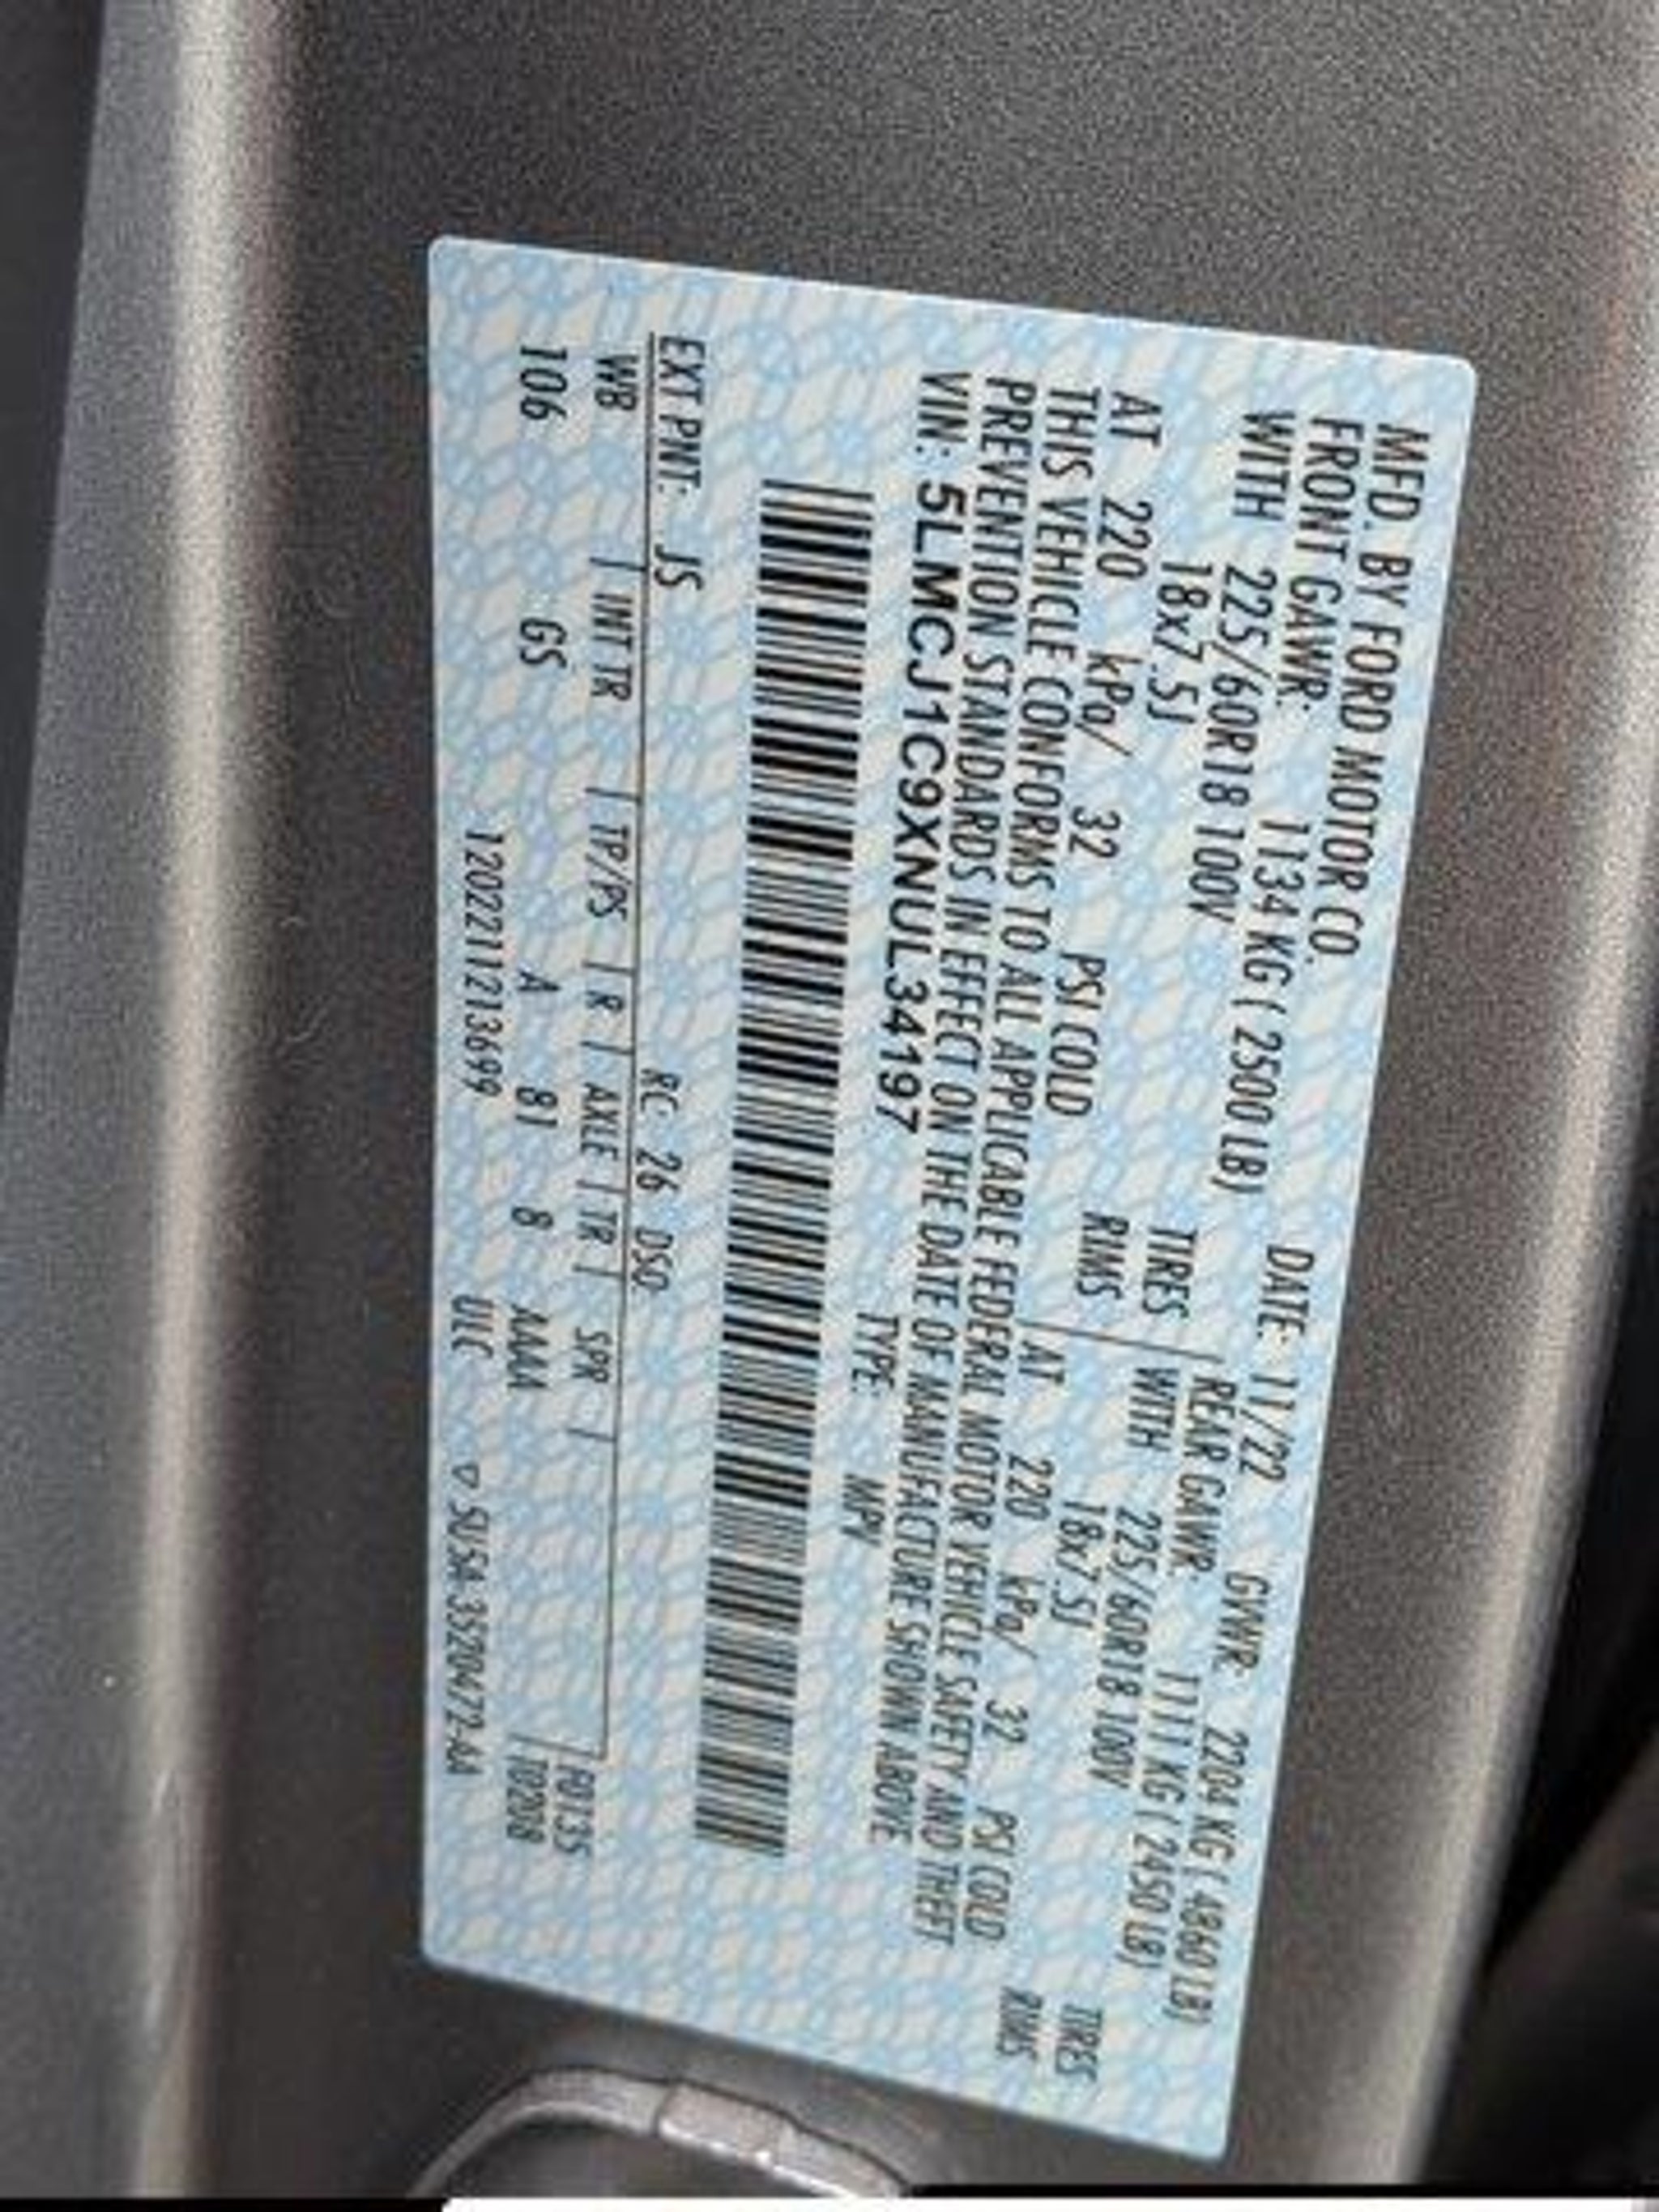 MFD. BY FORD MOTOR CO.
DATE: 11/22 GVWR: 2204 KG ( 4860 LB)
FRONT GAWR: 1134 KG ( 2500 LB) REAR GAWR: 1111 KG ( 2450 LB)
WITH 225/60R18 100V TIRES WITH 225/60R18 100V TIRES
18x7.5J RIMS 18x7.5J RIMS
AT 220 kPa/ 32 PSI COLD AT 220 kPa/ 32 PSI COLD
THIS VEHICLE CONFORMS TO ALL APPLICABLE FEDERAL MOTOR VEHICLE SAFETY AND THEFT
PREVENTION STANDARDS IN EFFECT ON THE DATE OF MANUFACTURE SHOWN ABOVE.
VIN: 5LMCJ1C9XNUL34197 TYPE: MPV
EXT PNT: JS RC: 26 DSO:
WB INT TR TP/PS R AXLE TR SPR
106 GS A 81 8 AAAA
1202211213699 ULC 5U5A-3520472-AA